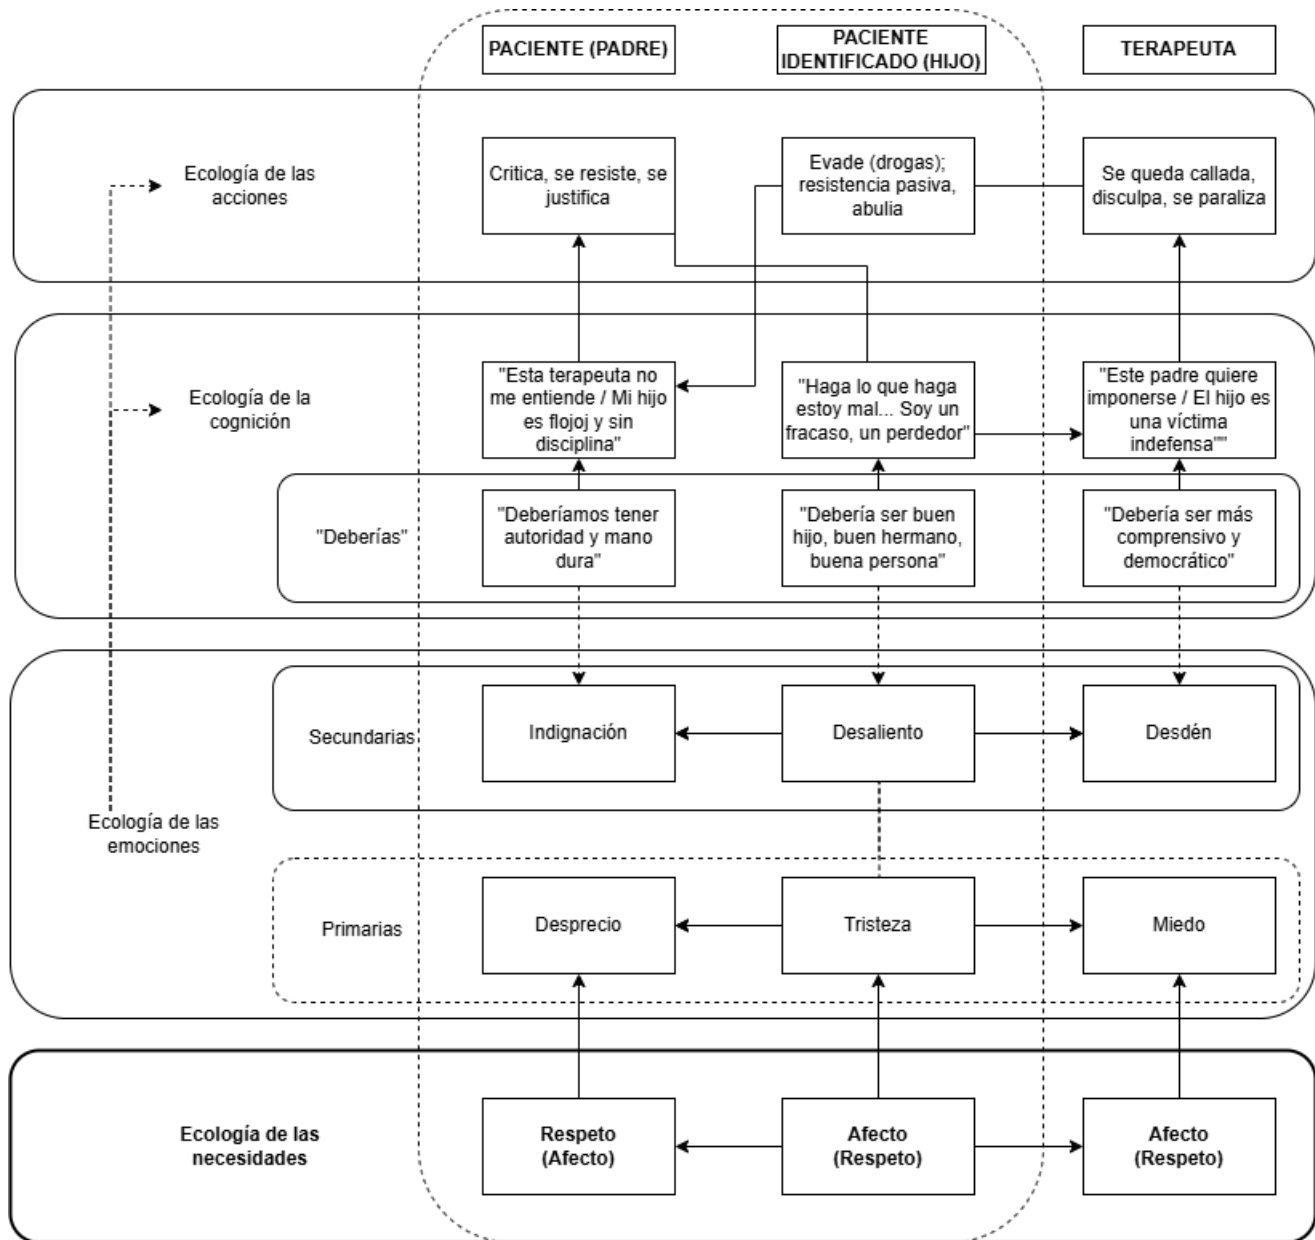 PACIENTE (PADRE)
PACIENTE
IDENTIFICADO (HIJO)
TERAPEUTA
Ecología de las
acciones
Critica, se resiste, se
justifica
Evade (drogas);
resistencia pasiva,
abulia
Se queda callada,
disculpa, se paraliza
Ecología de la
cognición
"Esta terapeuta no
me entiende / Mi hijo
es flojoj y sin
disciplina"
"Haga lo que haga
estoy mal... Soy un
fracaso, un perdedor"
"Este padre quiere
imponerse / El hijo es
una víctima
indefensa""
"Deberías"
"Deberíamos tener
autoridad y mano
dura"
"Debería ser buen
hijo, buen hermano,
buena persona"
"Debería ser más
comprensivo y
democrático"
Secundarias
Indignación
Desaliento
Desdén
Ecología de las
emociones
Primarias
Desprecio
Tristeza
Miedo
Ecología de las
necesidades
Respeto
(Afecto)
Afecto
(Respeto)
Afecto
(Respeto)